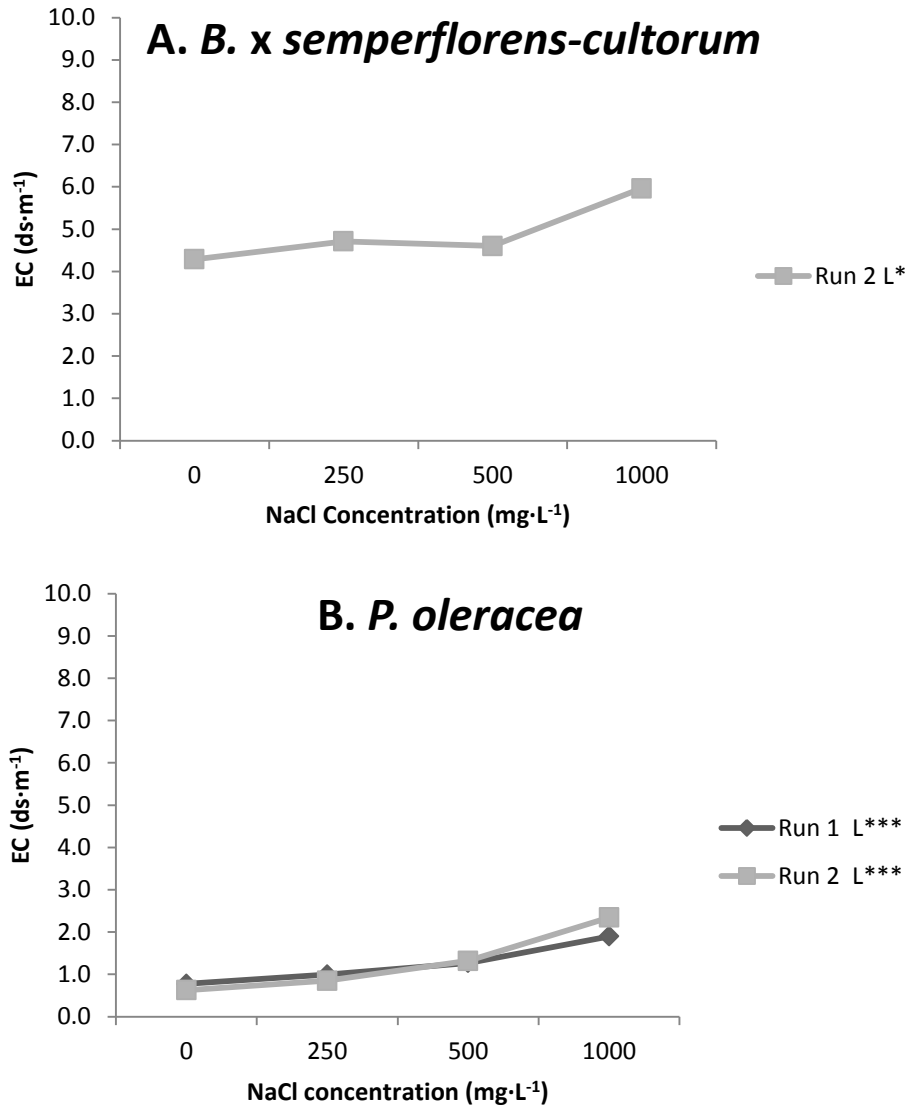 A. B. x semperflorens-cultorum
10.0
9.0
8.0
7.0
6.0
5.0
4.0
3.0
2.0
1.0
0.0
EC (ds·m-1)
0 250 500 1000
NaCl Concentration (mg·L-1)
Run 2 L*
B. P. oleracea
10.0
9.0
8.0
7.0
6.0
5.0
4.0
3.0
2.0
1.0
0.0
EC (ds·m-1)
0 250 500 1000
NaCl concentration (mg·L-1)
Run 1 L***
Run 2 L***